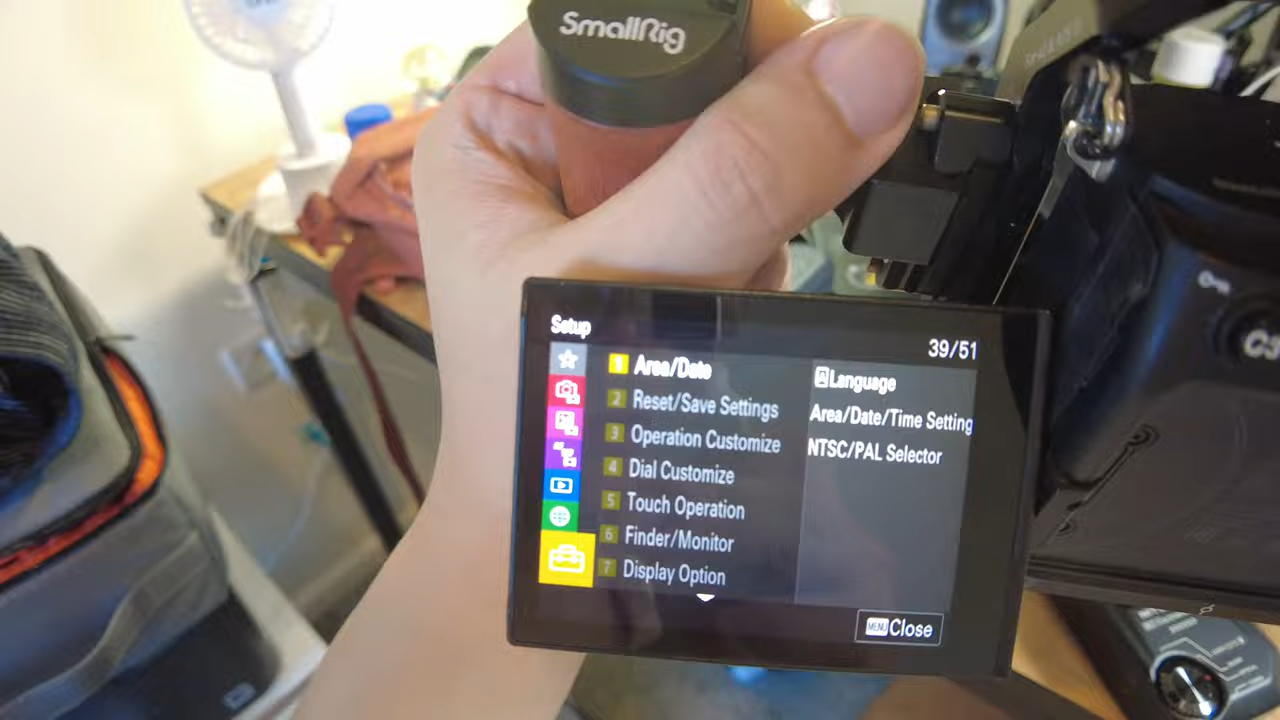 SmallRig
Setup
39/51
1 Area/Date
2 Reset/Save Settings
3 Operation Customize
4 Dial Customize
5 Touch Operation
6 Finder/Monitor
7 Display Option
A Language
Area/Date/Time Setting
NTSC/PAL Selector
MENU Close
C3